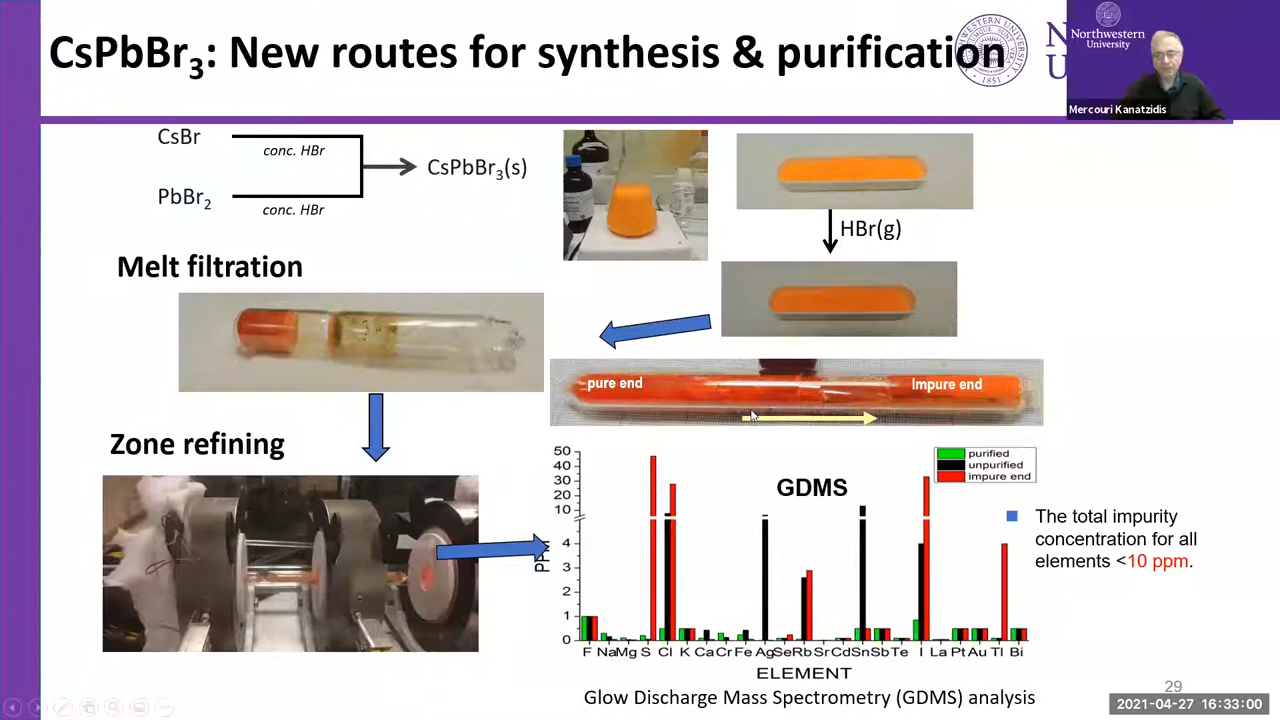 CsPbBr₃: New routes for synthesis & purification
NORTHWESTERN UNIVERSITY
1851
N
U
Northwestern
University
Mercouri Kanatzidis
CsBr
conc. HBr
CsPbBr₃(s)
PbBr₂
conc. HBr
HBr(g)
Melt filtration
pure end
Impure end
Zone refining
GDMS
purified
unpurified
impure end
50
40
30
20
10
4
3
2
1
0
F Na Mg S Cl K Ca Cr Fe Ag Se Rb Sr Cd Sn Sb Te I La Pt Au Tl Bi
ELEMENT
Glow Discharge Mass Spectrometry (GDMS) analysis
The total impurity
concentration for all
elements <10 ppm.
29
2021-04-27 16:33:00